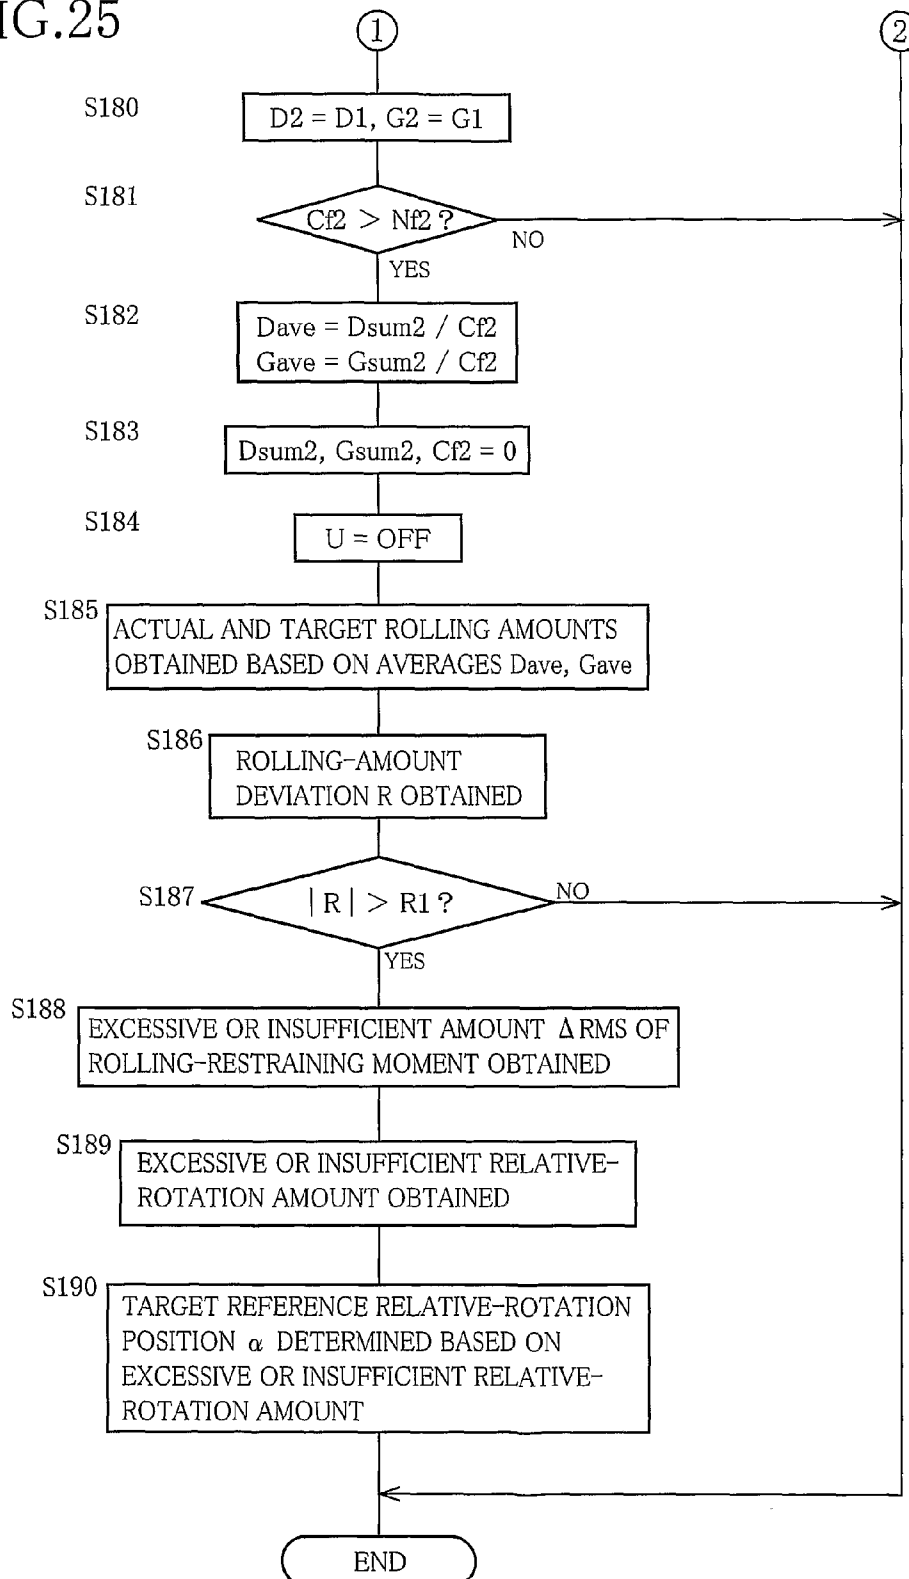 IG.25
1
2
S180
D2 = D1, G2 = G1
S181
Cf2 > Nf2 ?
NO
YES
S182
Dave = Dsum2 / Cf2
Gave = Gsum2 / Cf2
S183
Dsum2, Gsum2, Cf2 = 0
S184
U = OFF
S185
ACTUAL AND TARGET ROLLING AMOUNTS
OBTAINED BASED ON AVERAGES Dave, Gave
S186
ROLLING-AMOUNT
DEVIATION R OBTAINED
S187
| R | > R1 ?
NO
YES
S188
EXCESSIVE OR INSUFFICIENT AMOUNT Δ RMS OF
ROLLING-RESTRAINING MOMENT OBTAINED
S189
EXCESSIVE OR INSUFFICIENT RELATIVE-
ROTATION AMOUNT OBTAINED
S190
TARGET REFERENCE RELATIVE-ROTATION
POSITION α DETERMINED BASED ON
EXCESSIVE OR INSUFFICIENT RELATIVE-
ROTATION AMOUNT
END